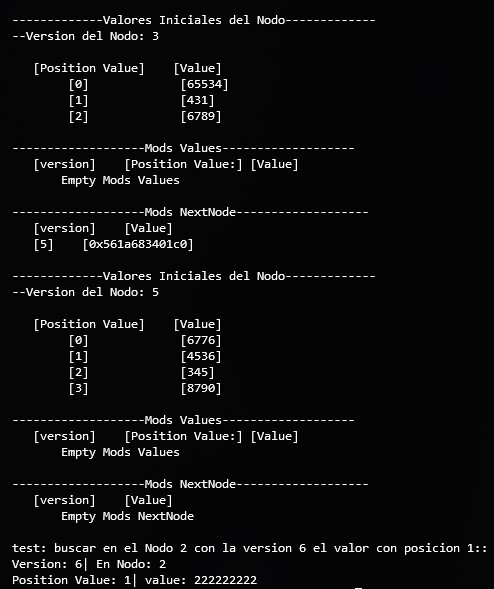 -------------Valores Iniciales del Nodo-------------
--Version del Nodo: 3
[Position Value]    [Value]
[0]             [65534]
[1]             [431]
[2]             [6789]
-------------------Mods Values-------------------
[version]    [Position Value:] [Value]
Empty Mods Values
-------------------Mods NextNode-------------------
[version]    [Value]
[5]    [0x561a683401c0]
-------------Valores Iniciales del Nodo-------------
--Version del Nodo: 5
[Position Value]    [Value]
[0]             [6776]
[1]             [4536]
[2]             [345]
[3]             [8790]
-------------------Mods Values-------------------
[version]    [Position Value:] [Value]
Empty Mods Values
-------------------Mods NextNode-------------------
[version]    [Value]
Empty Mods NextNode
test: buscar en el Nodo 2 con la version 6 el valor con posicion 1::
Version: 6| En Nodo: 2
Position Value: 1| value: 222222222